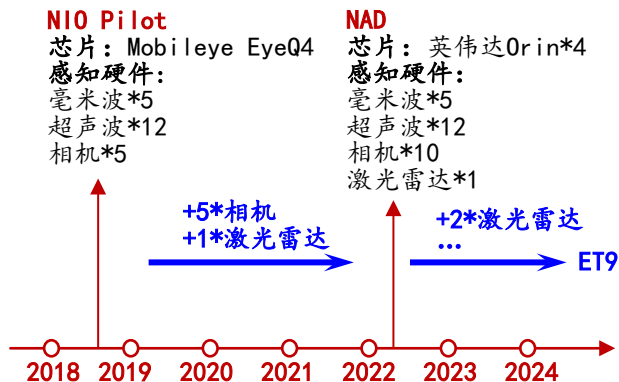 NIO Pilot
芯片：Mobileye EyeQ4
感知硬件：
毫米波*5
超声波*12
相机*5
NAD
芯片：英伟达Orin*4
感知硬件：
毫米波*5
超声波*12
相机*10
激光雷达*1
+5*相机
+1*激光雷达
+2*激光雷达
…
ET9
2018 2019 2020 2021 2022 2023 2024